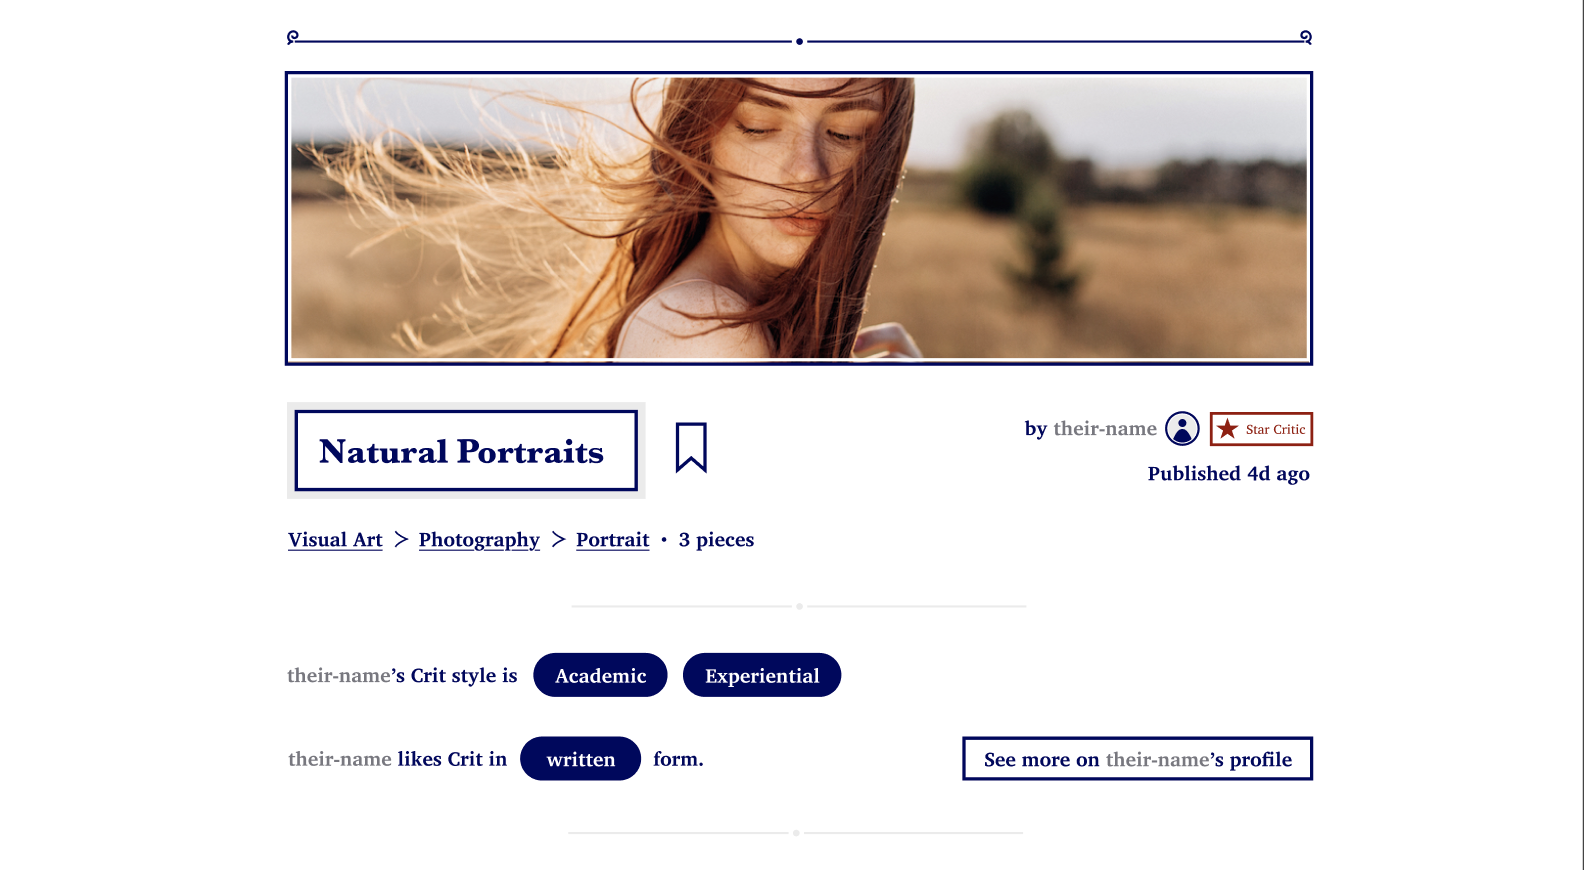 Natural Portraits
by their-name
Star Critic
Published 4d ago
Visual Art > Photography > Portrait • 3 pieces
their-name’s Crit style is Academic Experiential
their-name likes Crit in written form.
See more on their-name’s profile